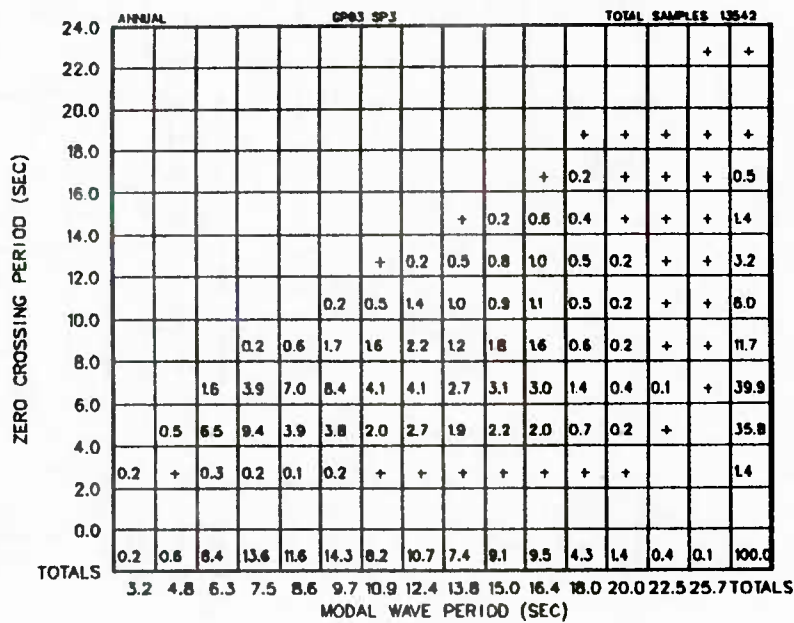 ANNUAL GP03 SP3 TOTAL SAMPLES 13542
24.0
+ +
22.0
20.0
+ + + + +
18.0
+ 0.2 + + + 0.5
16.0
+ 0.2 0.6 0.4 + + + 1.4
14.0
+ 0.2 0.5 0.8 1.0 0.5 0.2 + + 3.2
12.0
0.2 0.5 1.4 1.0 0.9 1.1 0.5 0.2 + + 6.0
10.0
0.2 0.6 1.7 1.6 2.2 1.2 1.8 1.6 0.6 0.2 + + 11.7
8.0
1.6 3.9 7.0 8.4 4.1 4.1 2.7 3.1 3.0 1.4 0.4 0.1 + 39.9
6.0
0.5 6.5 9.4 3.9 3.8 2.0 2.7 1.9 2.2 2.0 0.7 0.2 + 35.8
4.0
0.2 + 0.3 0.2 0.1 0.2 + + + + + + + 1.4
2.0
0.0
ZERO CROSSING PERIOD (SEC)
0.2 0.6 8.4 13.6 11.6 14.3 8.2 10.7 7.4 9.1 9.5 4.3 1.4 0.4 0.1 100.0
TOTALS
3.2 4.8 6.3 7.5 8.6 9.7 10.9 12.4 13.8 15.0 16.4 18.0 20.0 22.5 25.7 TOTALS
MODAL WAVE PERIOD (SEC)